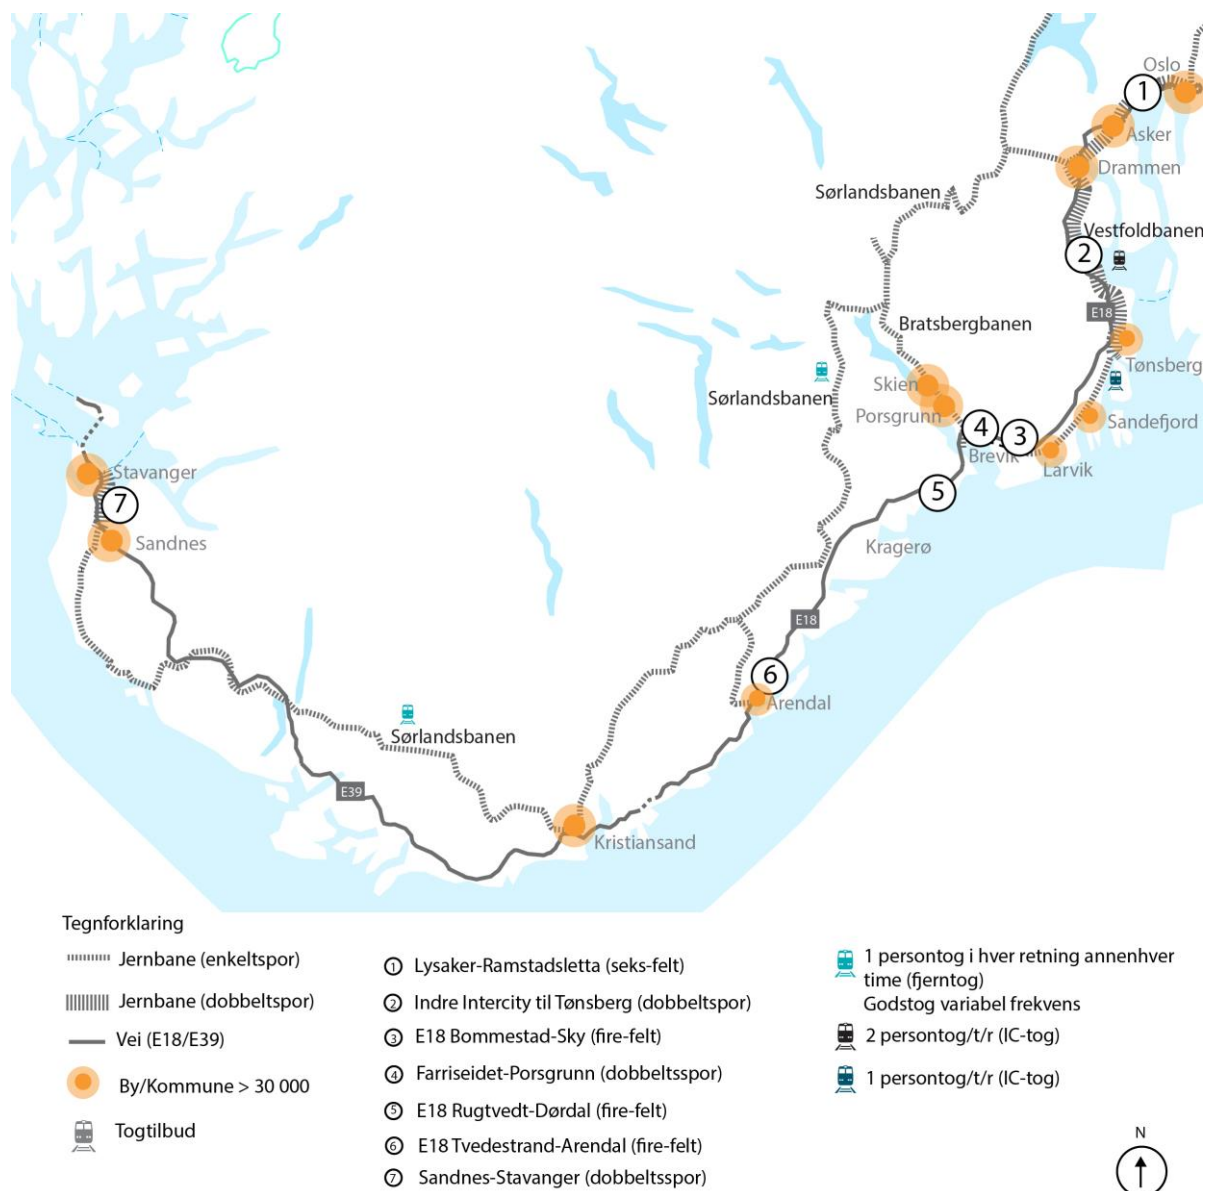 Oslo
1
Asker
Drammen
Sørlandsbanen
Vestfoldbanen
2
E18
Bratsbergbanen
Tønsberg
Skien
Sørlandsbanen
Porsgrunn
Sandefjord
4
3
Brevik
Larvik
Stavanger
5
7
Sandnes
Kragerø
E18
6
Arendal
Sørlandsbanen
E39
Kristiansand
Tegnforklaring
Jernbane (enkeltspor)
Jernbane (dobbeltspor)
Vei (E18/E39)
By/Kommune > 30 000
Togtilbud
1 Lysaker-Ramstadsletta (seks-felt)
2 Indre Intercity til Tønsberg (dobbeltspor)
3 E18 Bommestad-Sky (fire-felt)
4 Farriseidet-Porsgrunn (dobbeltsspor)
5 E18 Rugtvedt-Dørdal (fire-felt)
6 E18 Tvedestrand-Arendal (fire-felt)
7 Sandnes-Stavanger (dobbeltsspor)
1 persontog i hver retning annenhver
time (fjerntog)
Godstog variabel frekvens
2 persontog/t/r (IC-tog)
1 persontog/t/r (IC-tog)
N